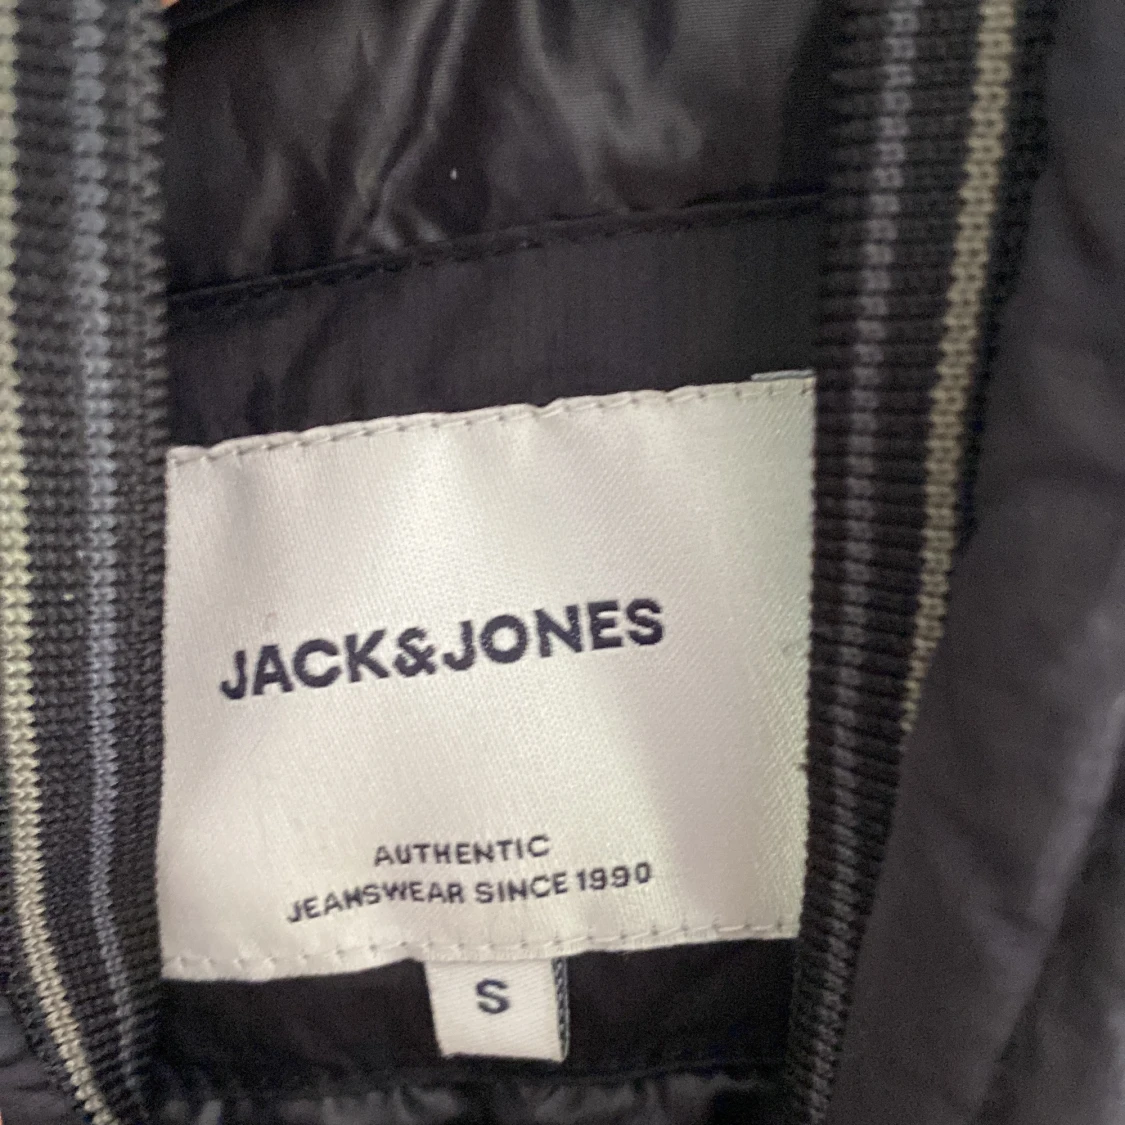 JACK&JONES
AUTHENTIC
JEANSWEAR SINCE 1990
S